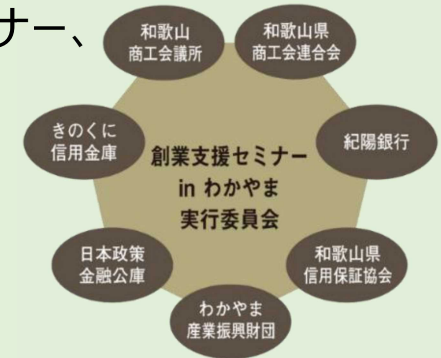 ナー、
和歌山
商工会議所
和歌山県
商工会連合会
きのくに
信用金庫
紀陽銀行
創業支援セミナー
in わかやま
実行委員会
日本政策
金融公庫
和歌山県
信用保証協会
わかやま
産業振興財団